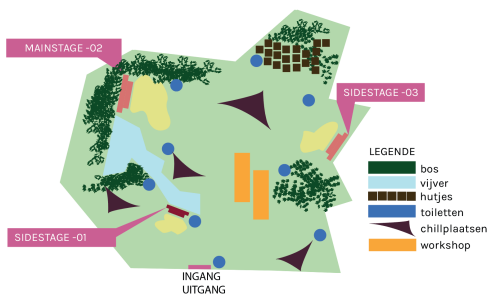 MAINSTAGE -02
SIDESTAGE -03
SIDESTAGE -01
INGANG
UITGANG
LEGENDE
bos
vijver
hutjes
toiletten
chillplaatsen
workshop